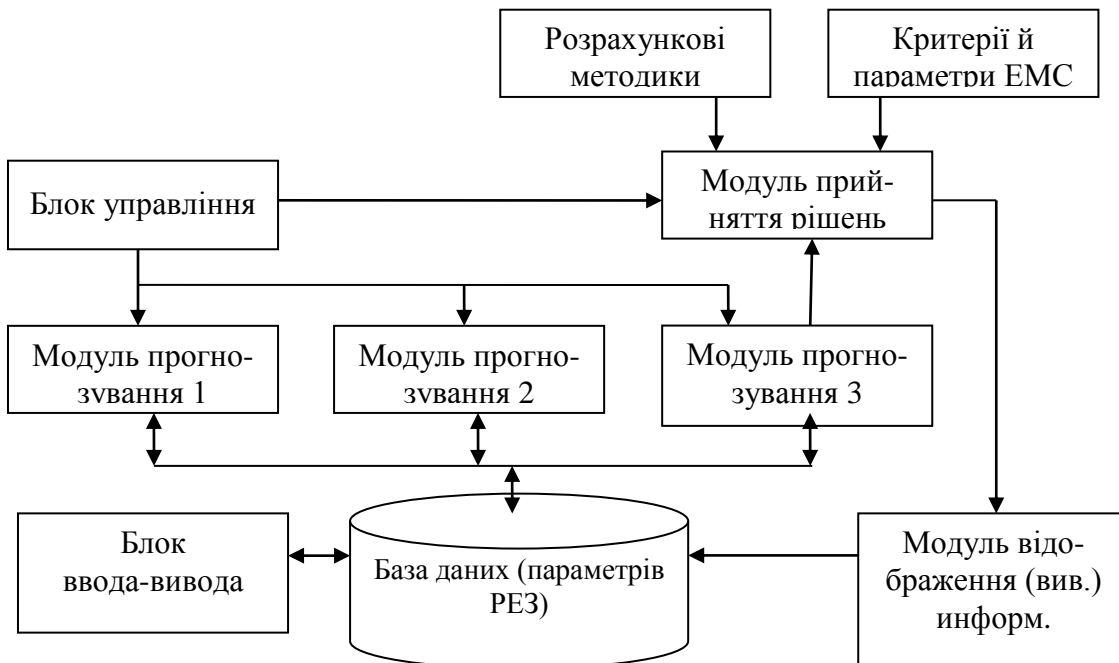 Розрахункові
методики
Критерії й
параметри ЕМС
Блок управління
Модуль прий-
няття рішень
Модуль прогно-
зування 1
Модуль прогно-
зування 2
Модуль прогно-
зування 3
Блок
ввода-вивода
База даних (параметрів
РЕЗ)
Модуль відо-
браження (вив.)
информ.